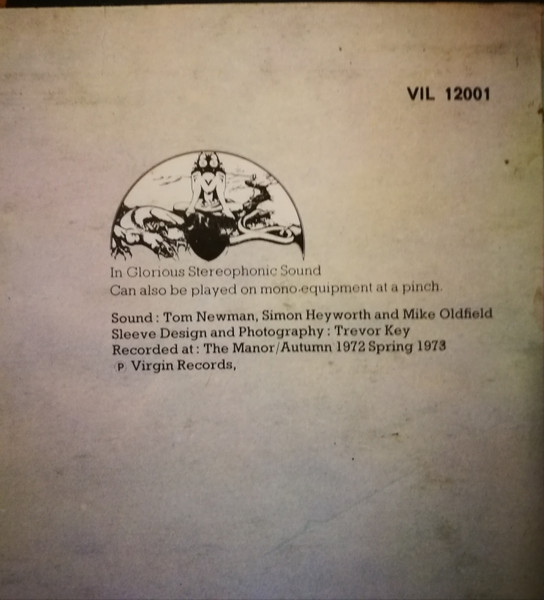 VIL 12001
In Glorious Stereophonic Sound
Can also be played on mono-equipment at a pinch.
Sound : Tom Newman, Simon Heyworth and Mike Oldfield
Sleeve Design and Photography : Trevor Key
Recorded at : The Manor/Autumn 1972 Spring 1973
P Virgin Records,